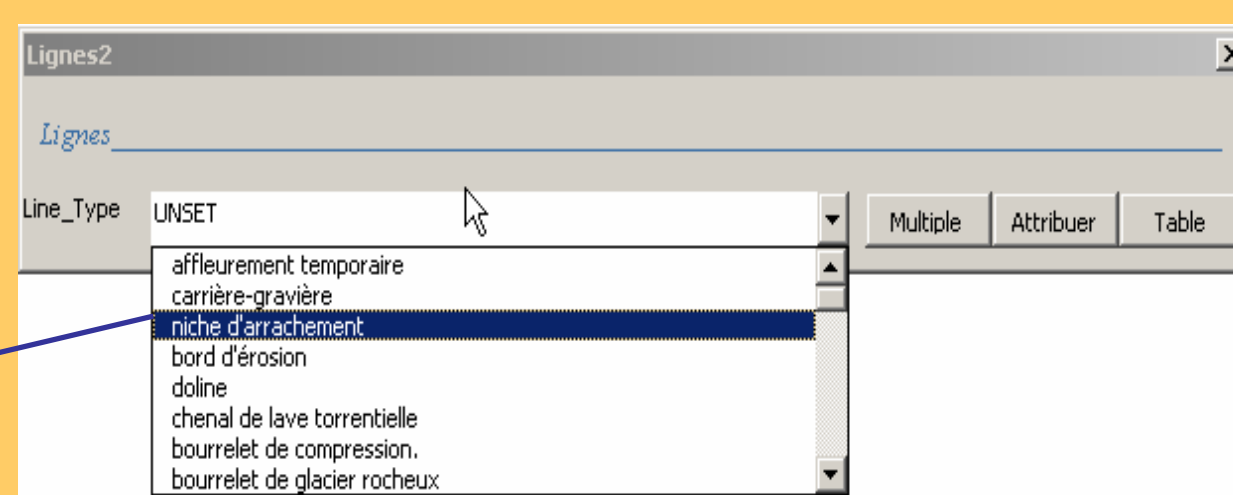 Lignes2
Lignes
Line_Type UNSET Multiple Attribuer Table
affleurement temporaire
carrière-gravière
niche d'arrachement
bord d'érosion
doline
chenal de lave torrentielle
bourrelet de compression.
bourrelet de glacier rocheux